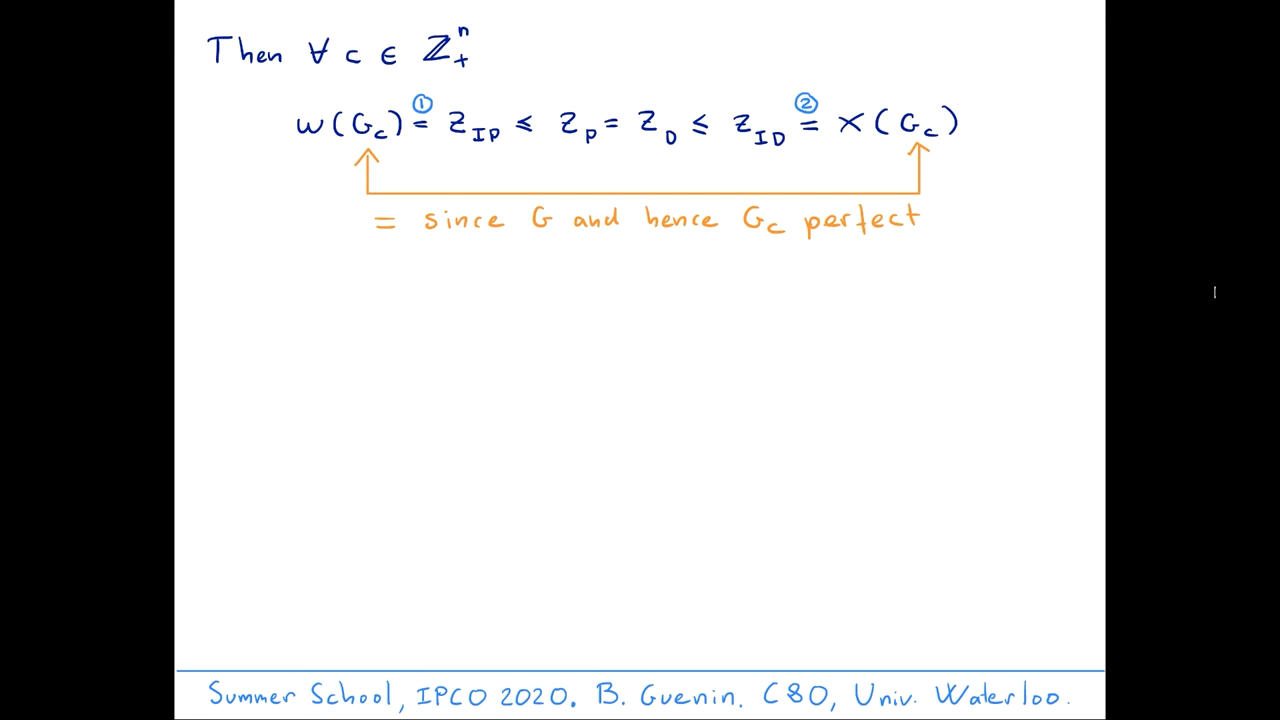 Then ∀ c ∈ ℤ₊ⁿ
① ②
ω(G_c) = z_IP ≤ z_P = z_D ≤ z_ID = χ(G_c)
= since G and hence G_c perfect
Summer School, IPCO 2020. B. Guenin. C&O, Univ. Waterloo.